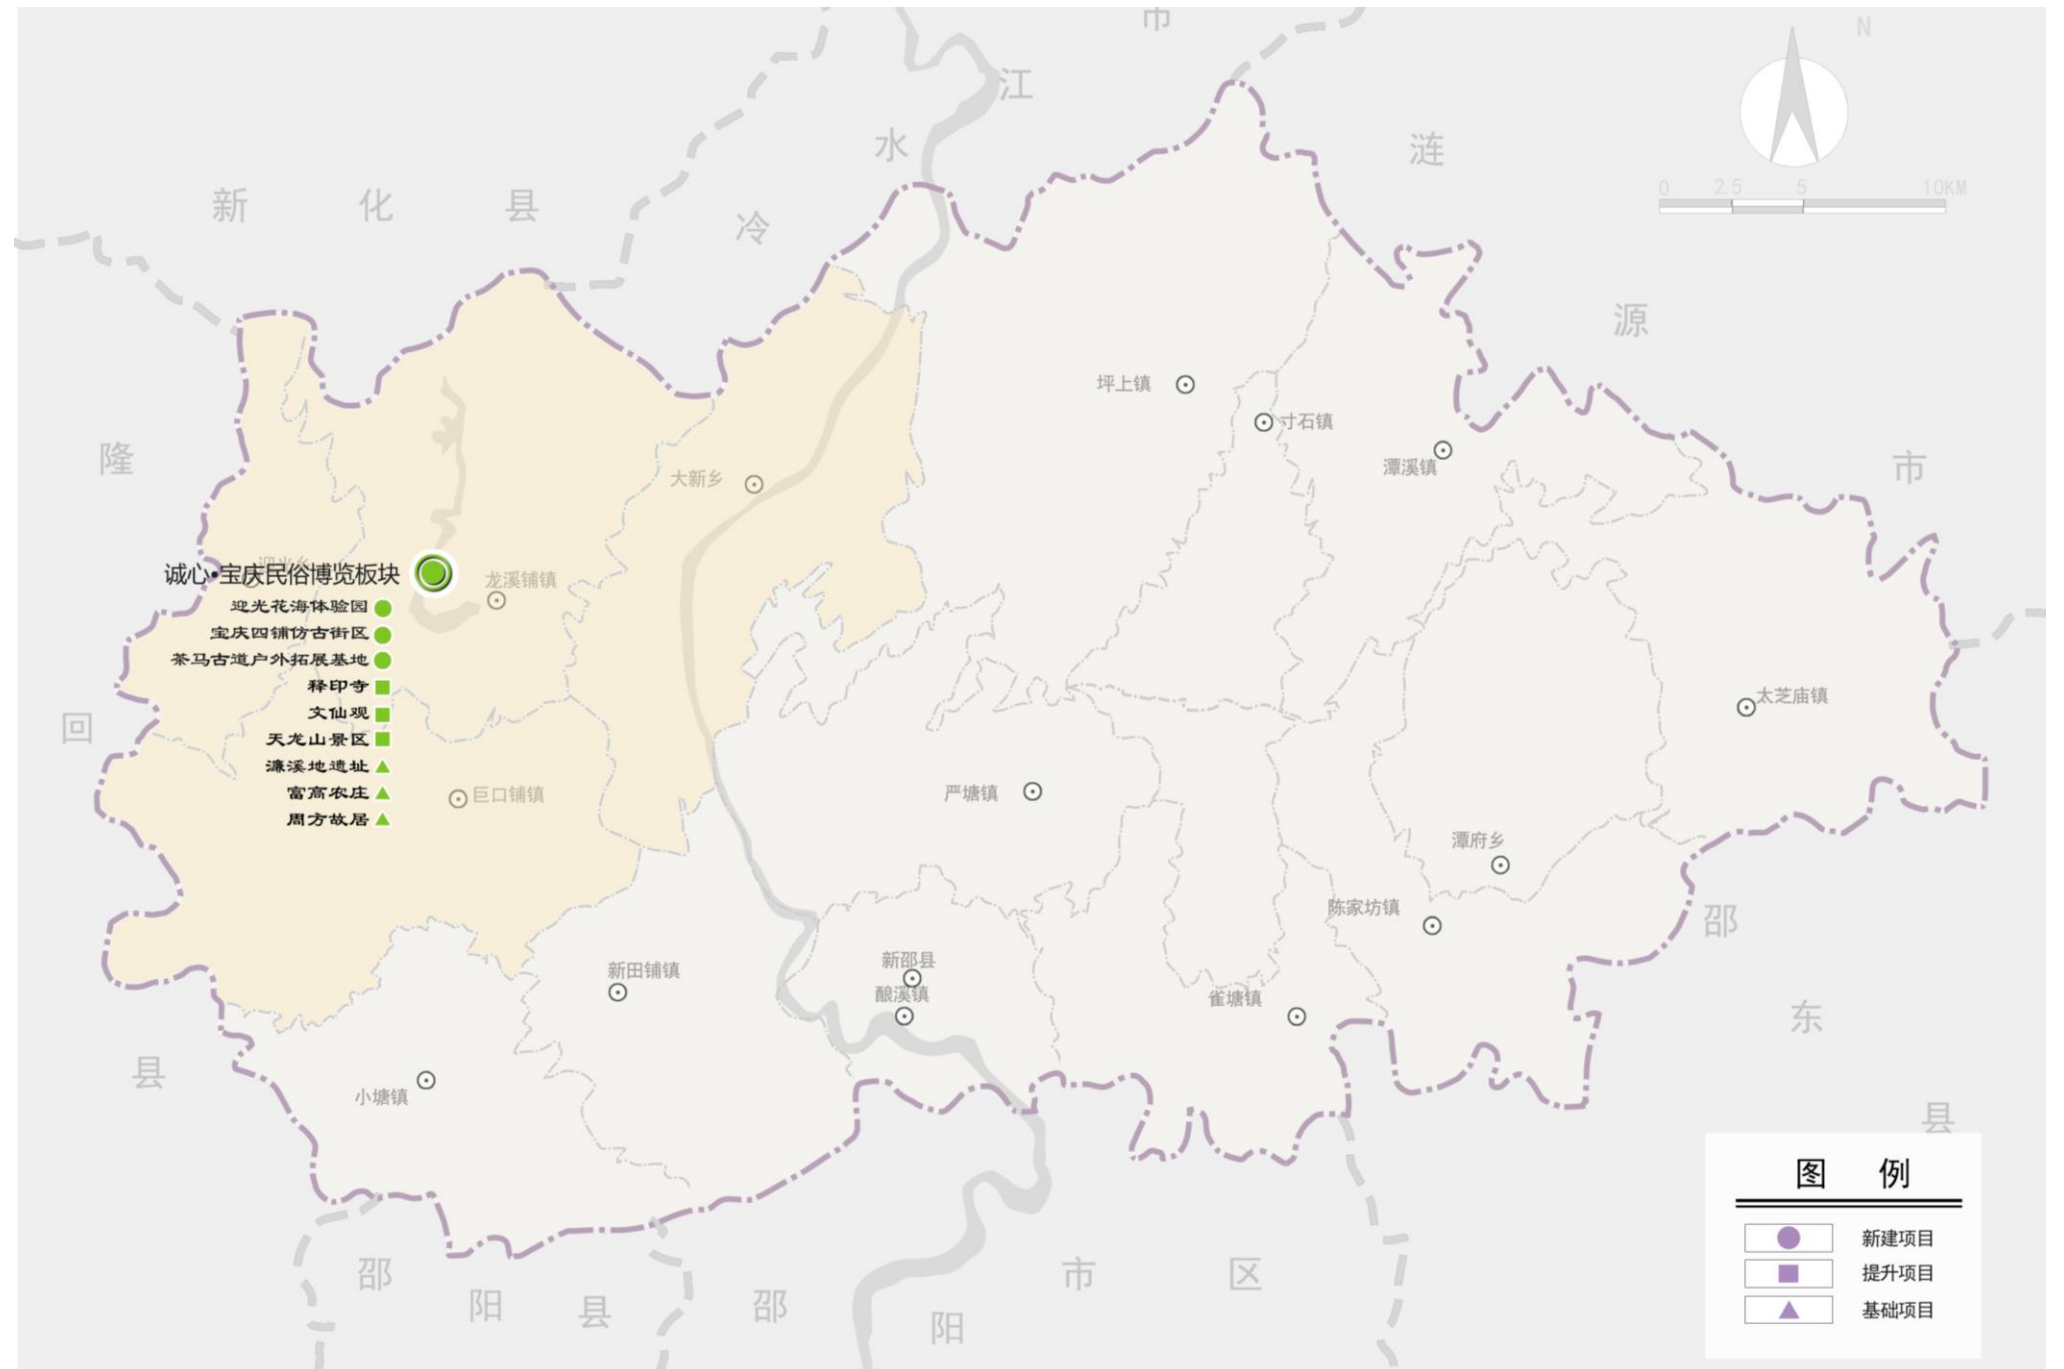 市
N
江
水
涟
0 2.5 5 10KM
新化县
冷
源
坪上镇
寸石镇
隆
潭溪镇
市
大新乡
迎光乡
诚心•宝庆民俗博览板块
龙溪铺镇
迎光花海体验园
宝庆四铺仿古街区
茶马古道户外拓展基地
释印寺
文仙观
太芝庙镇
回
天龙山景区
濂溪地遗址
富高农庄
巨口铺镇
严塘镇
周方故居
潭府乡
陈家坊镇
邵
新邵县
新田铺镇
酿溪镇
雀塘镇
东
县
小塘镇
县
图例
新建项目
提升项目
基础项目
邵阳县
邵阳市区